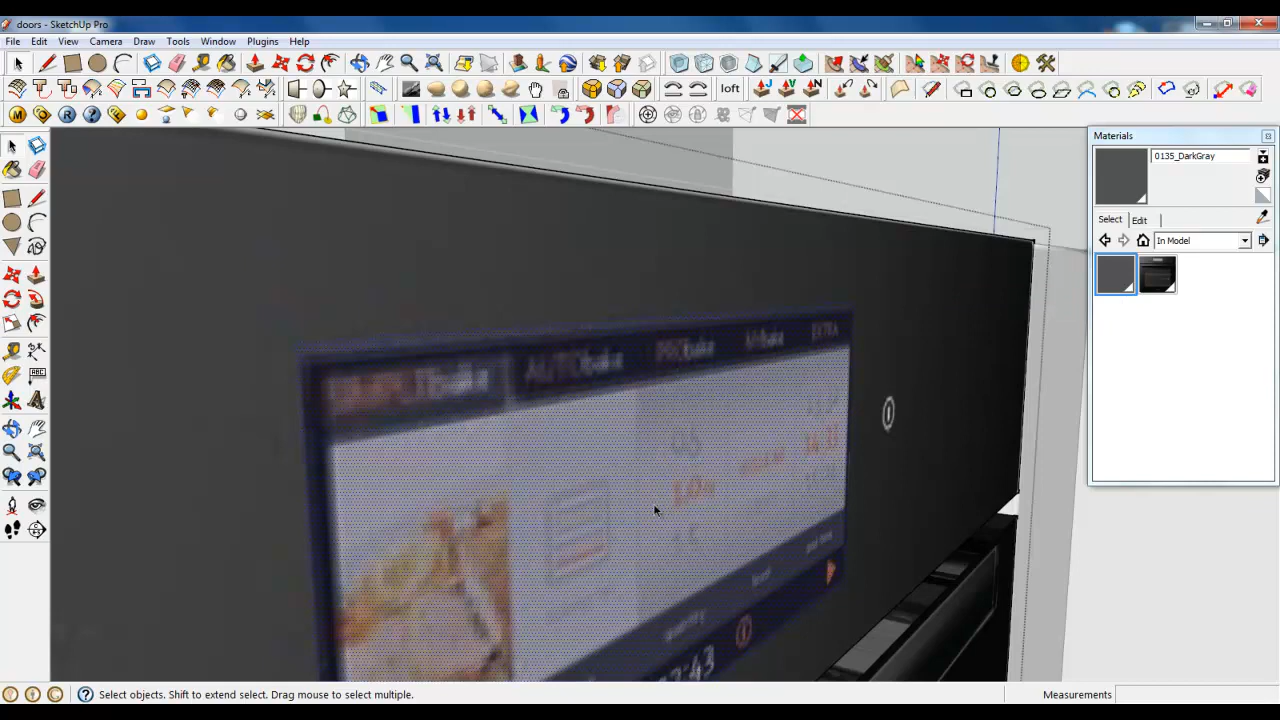 doors - SketchUp Pro
File Edit View Camera Draw Tools Window Plugins Help
loft
Materials
0135_DarkGray
Select Edit
In Model
Select objects. Shift to extend select. Drag mouse to select multiple.
Measurements